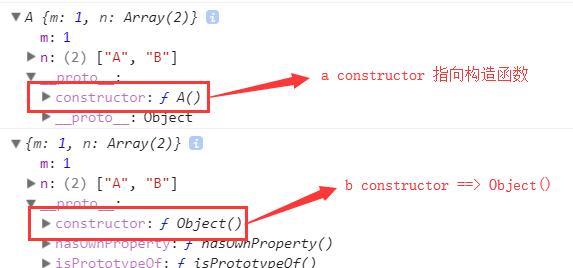 ▼A {m: 1, n: Array(2)} i
m: 1
▶ n: (2) ["A", "B"]
▼ __proto__:
▶ constructor: ƒ A()
a constructor 指向构造函数
▶ __proto__: Object
▼{m: 1, n: Array(2)} i
m: 1
▶ n: (2) ["A", "B"]
▼ __proto__:
▶ constructor: ƒ Object()
b constructor ==> Object()
▶ hasOwnProperty: ƒ hasOwnProperty()
▶ isPrototypeOf: ƒ isPrototypeOf()